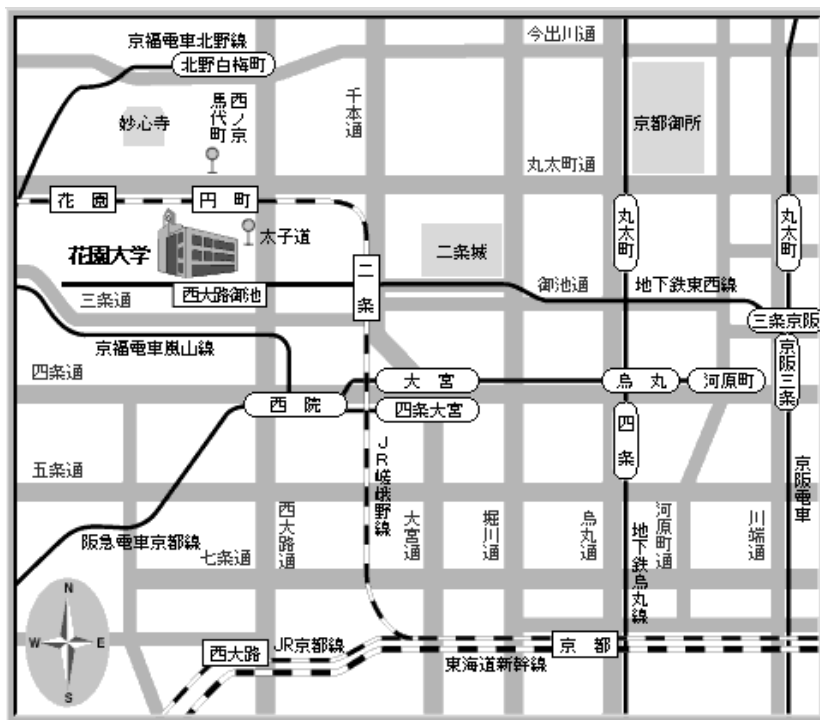 今出川通
京福電車北野線
北野白梅町
西ノ京
馬代町
千本通
妙心寺
京都御所
丸太町通
花園
円町
丸太町
丸太町
太子道
花園大学
二条城
二条
御池通
地下鉄東西線
西大路御池
三条通
三条京阪
京福電車嵐山線
京阪三条
四条通
大宮
烏丸
河原町
西院
四条大宮
四条
JR嵯峨野線
五条通
京阪電車
西大路通
大宮通
堀川通
烏丸通
地下鉄烏丸線
河原町通
川端通
阪急電車京都線
七条通
N
W
E
S
西大路
JR京都線
京都
東海道新幹線